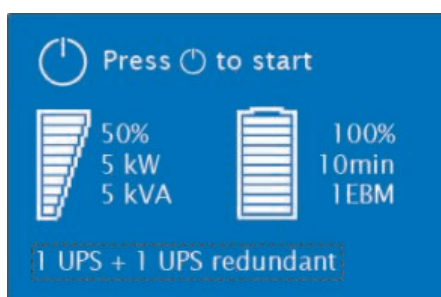 Press to start
50%
5 kW
5 kVA
100%
10min
1EBM
1 UPS + 1 UPS redundant